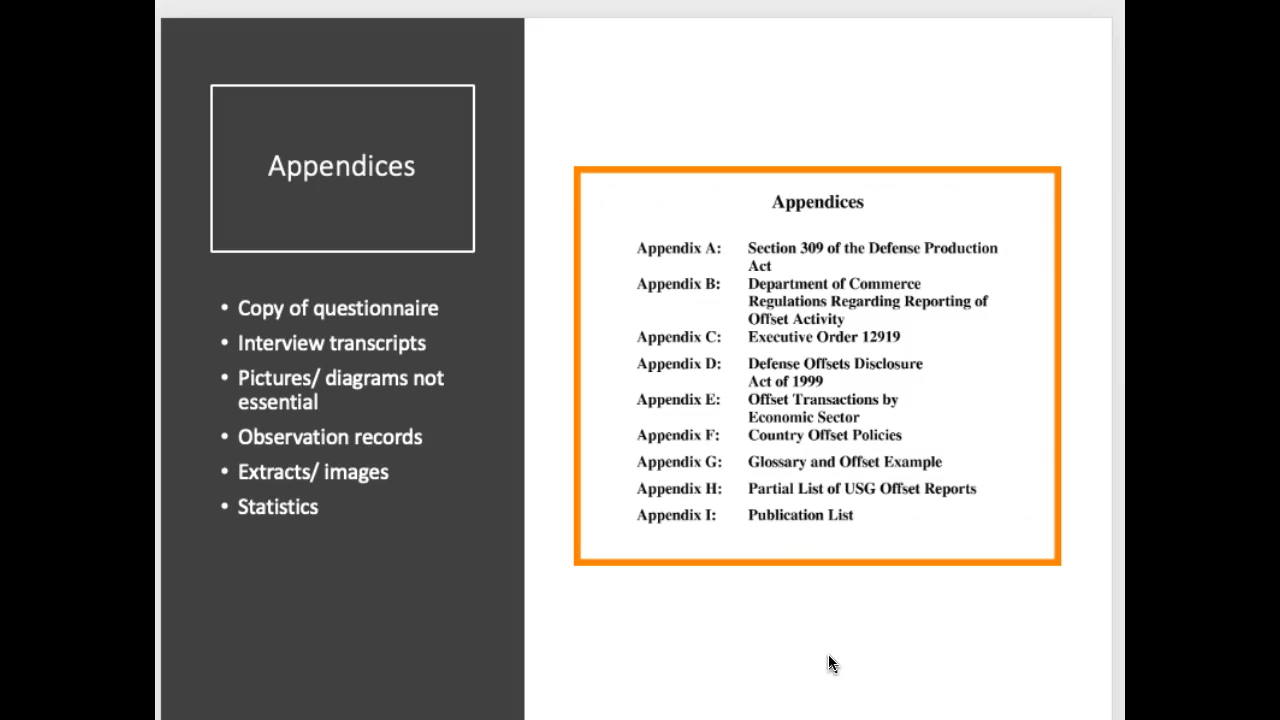 Appendices
• Copy of questionnaire
• Interview transcripts
• Pictures/ diagrams not
essential
• Observation records
• Extracts/ images
• Statistics
Appendices
Appendix A: Section 309 of the Defense Production
Act
Appendix B: Department of Commerce
Regulations Regarding Reporting of
Offset Activity
Appendix C: Executive Order 12919
Appendix D: Defense Offsets Disclosure
Act of 1999
Appendix E: Offset Transactions by
Economic Sector
Appendix F: Country Offset Policies
Appendix G: Glossary and Offset Example
Appendix H: Partial List of USG Offset Reports
Appendix I: Publication List